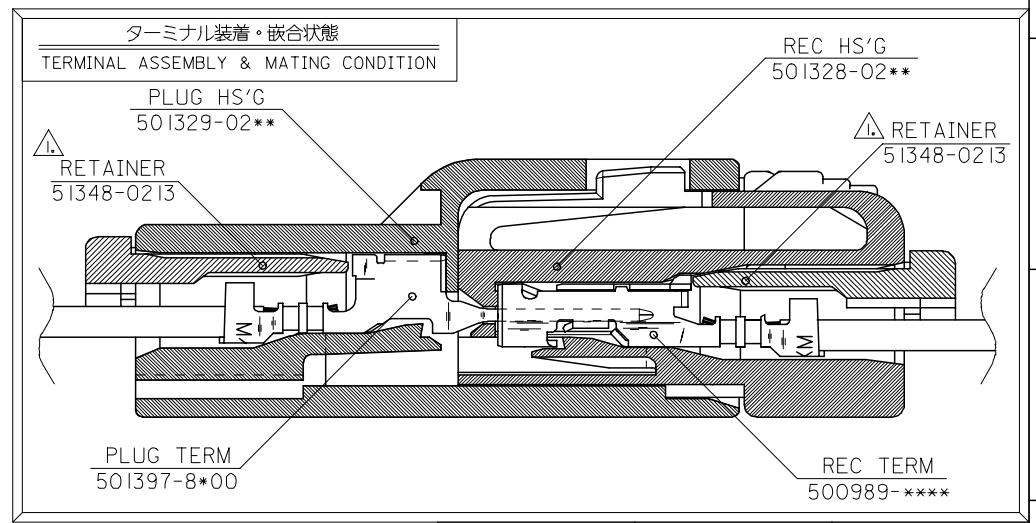 ターミナル装着・嵌合状態
TERMINAL ASSEMBLY & MATING CONDITION
REC HS'G
501328-02**
PLUG HS'G
501329-02**
1.
RETAINER
51348-0213
1.
RETAINER
51348-0213
KM
KM
PLUG TERM
501397-8*00
REC TERM
500989-****